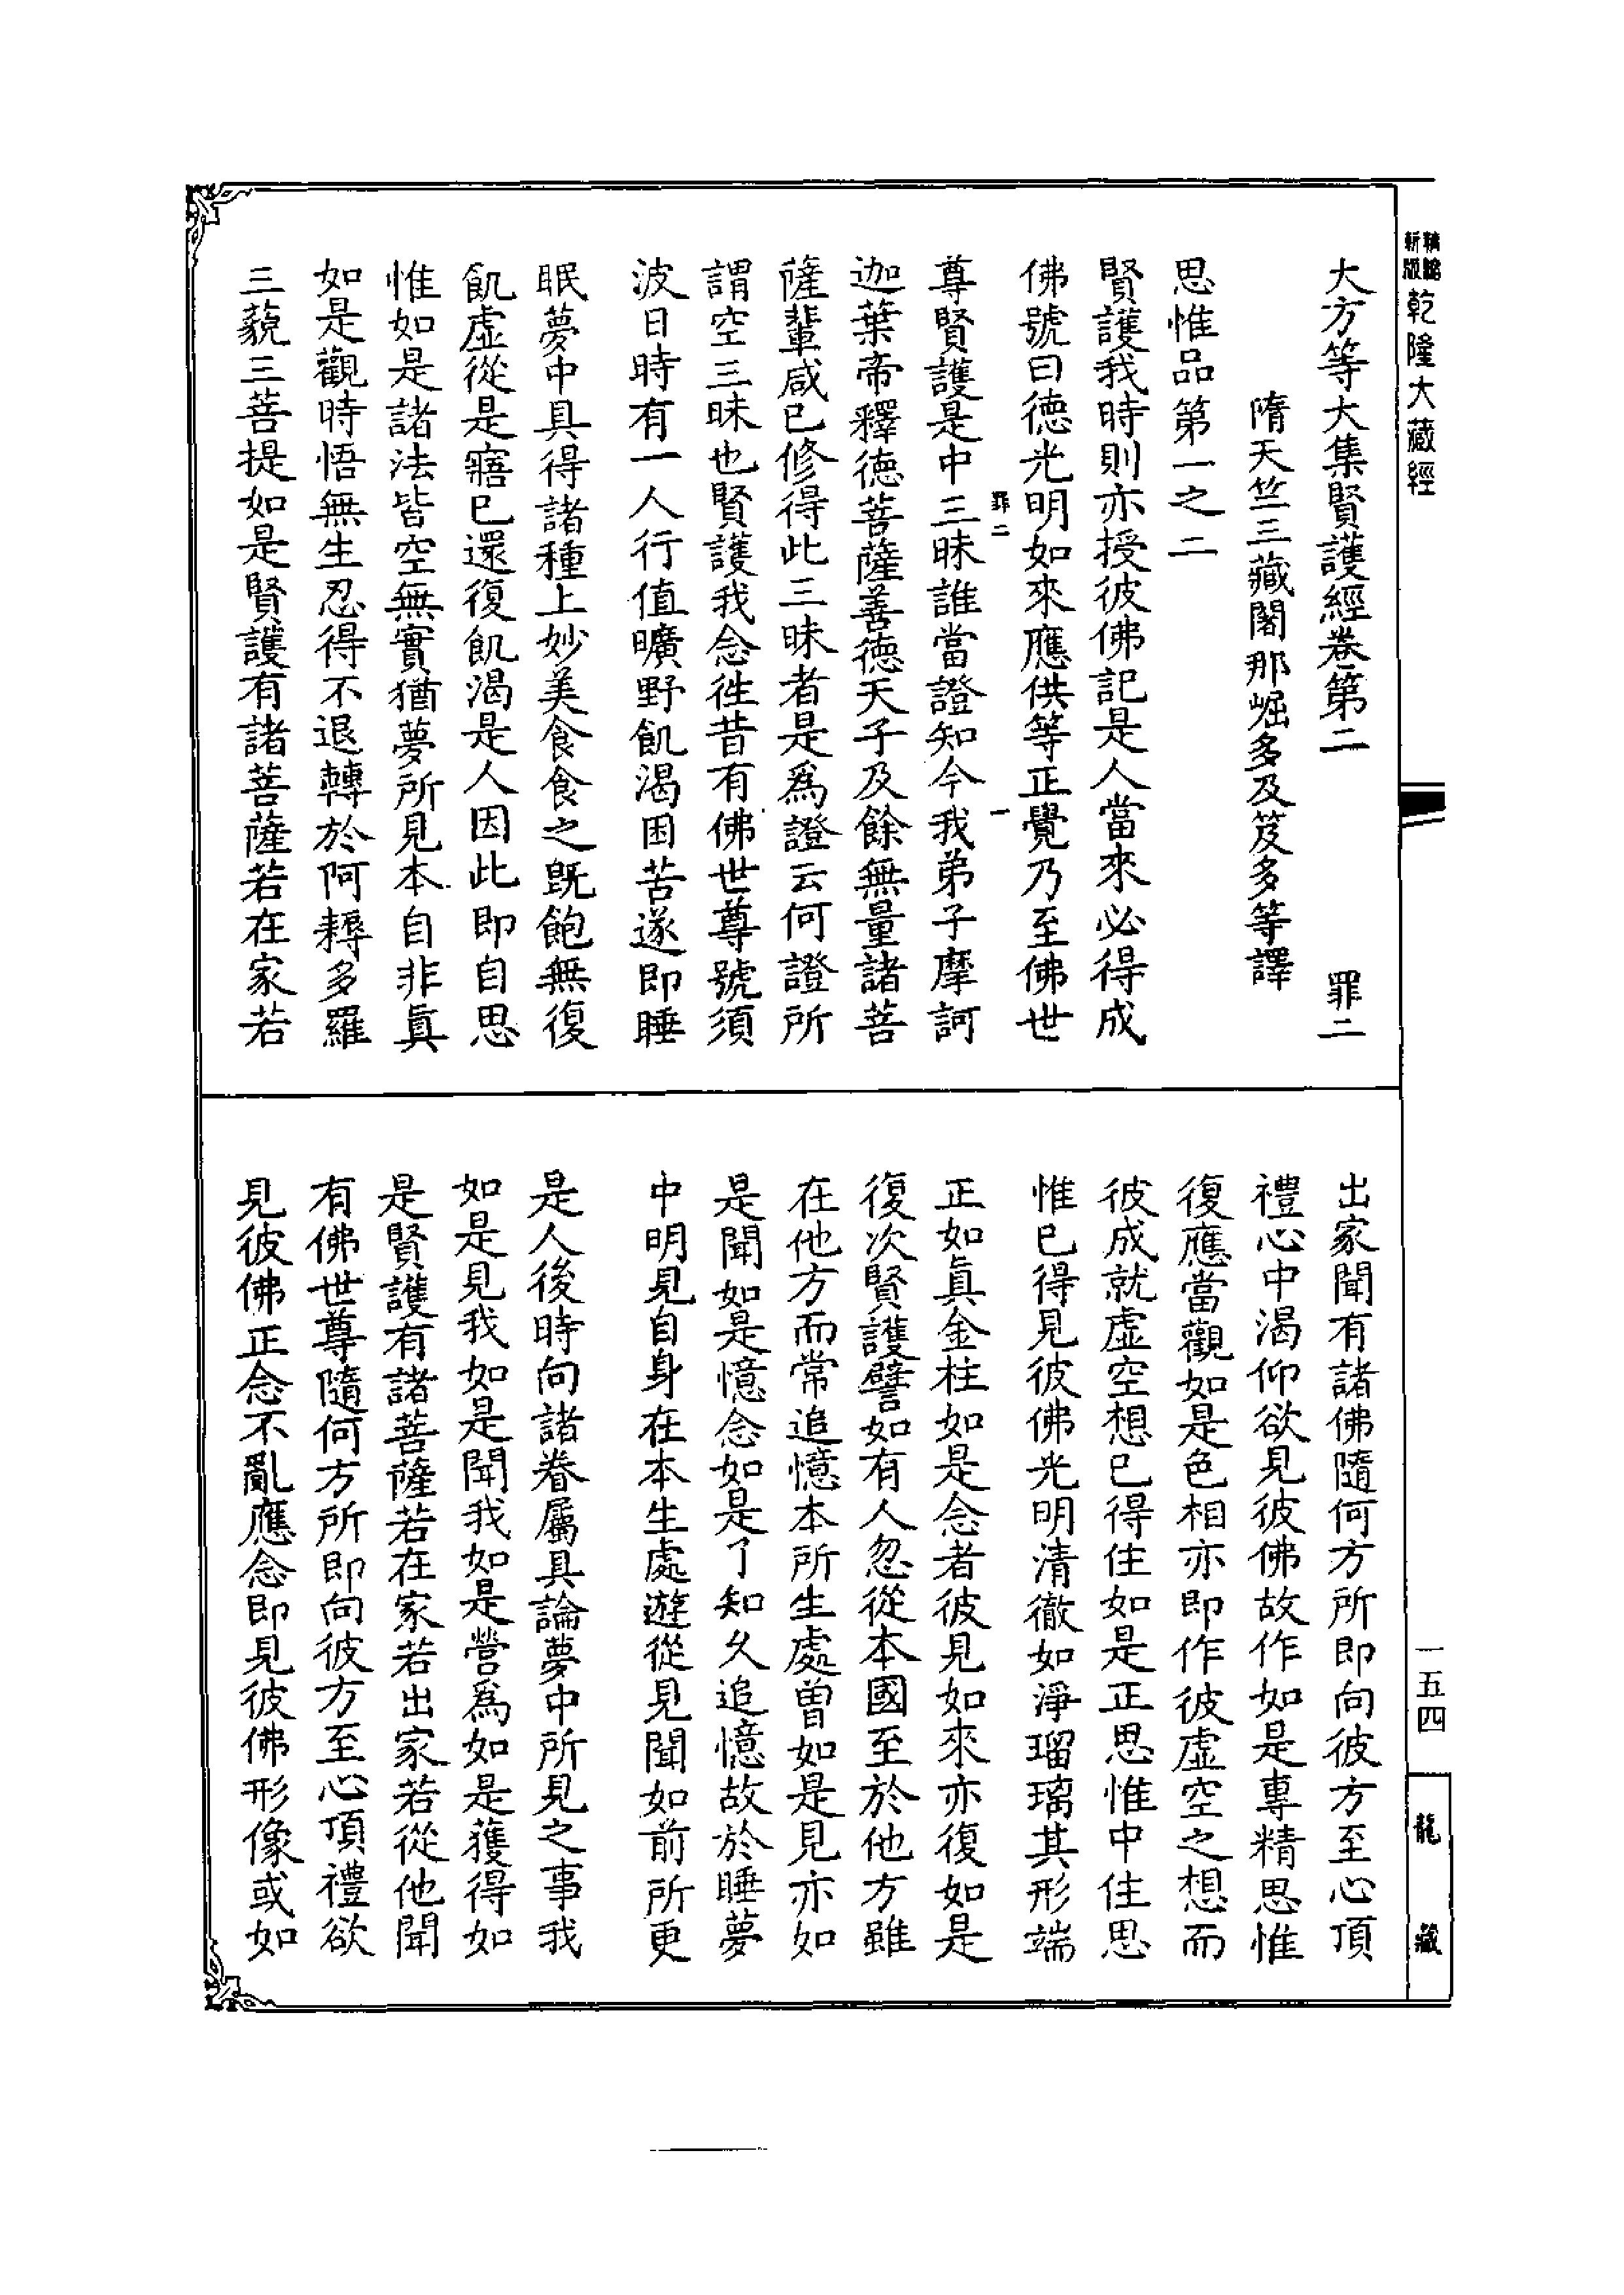 新版精編乾隆大藏經
大方等大集賢護經卷第二 罪二
隋天竺三藏闍那崛多及笈多等譯
思惟品第一之二
賢護我時則亦授彼佛記是人當來必得成
佛號曰德光明如來應供等正覺乃至佛世
罪二 一
尊賢護是中三昧誰當證知今我弟子摩訶
迦葉帝釋德菩薩善德天子及餘無量諸菩
薩輩咸已修得此三昧者是爲證云何證所
謂空三昧也賢護我念徃昔有佛世尊號須
波日時有一人行值曠野飢渴困苦遂即睡
眠夢中具得諸種上妙美食食之旣飽無復
飢虛從是寤已還復飢渴是人因此即自思
惟如是諸法皆空無實猶夢所見本自非眞
如是觀時悟無生忍得不退轉於阿耨多羅
三藐三菩提如是賢護有諸菩薩若在家若
出家聞有諸佛隨何方所即向彼方至心頂
禮心中渴仰欲見彼佛故作如是專精思惟
復應當觀如是色相亦即作彼虛空之想而
彼成就虛空想已得住如是正思惟中住思
惟已得見彼佛光明清徹如淨瑠璃其形端
正如眞金柱如是念者彼見如來亦復如是
復次賢護譬如有人忽從本國至於他方雖
在他方而常追憶本所生處曾如是見亦如
是聞如是憶念如是了知久追憶故於睡夢
中明見自身在本生處遊從見聞如前所更
是人後時向諸眷屬具論夢中所見之事我
如是見我如是聞我如是營爲如是獲得如
是賢護有諸菩薩若在家若出家若從他聞
有佛世尊隨何方所即向彼方至心頂禮欲
見彼佛正念不亂應念即見彼佛形像或如
一五四
龍藏